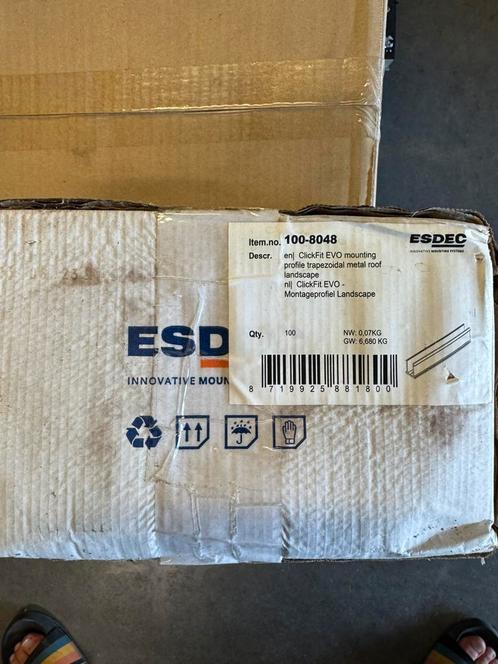 Item.no. 100-8048
Descr. en| ClickFit EVO mounting
profile trapezoidal metal roof
landscape
nl| ClickFit EVO -
Montageprofiel Landscape
ESDEC
INNOVATIVE MOUNTING SYSTEMS
Qty. 100 NW: 0,07KG
GW: 6,680 KG
8 719925 881800
ESD
INNOVATIVE MOUN